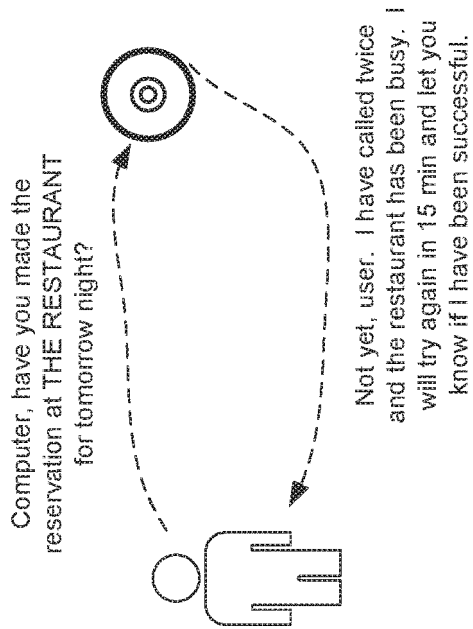 Computer, have you made the
reservation at THE RESTAURANT
for tomorrow night?
Not yet, user. I have called twice
and the restaurant has been busy. I
will try again in 15 min and let you
know if I have been successful.